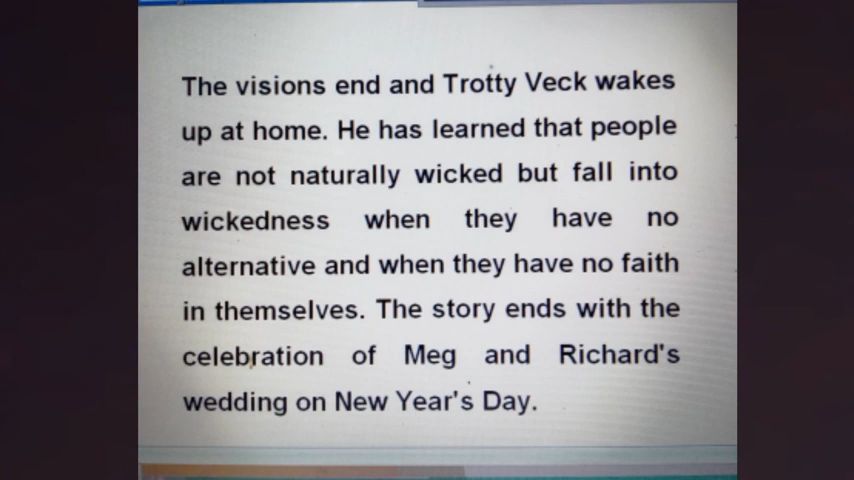 The visions end and Trotty Veck wakes
up at home. He has learned that people
are not naturally wicked but fall into
wickedness when they have no
alternative and when they have no faith
in themselves. The story ends with the
celebration of Meg and Richard's
wedding on New Year's Day.